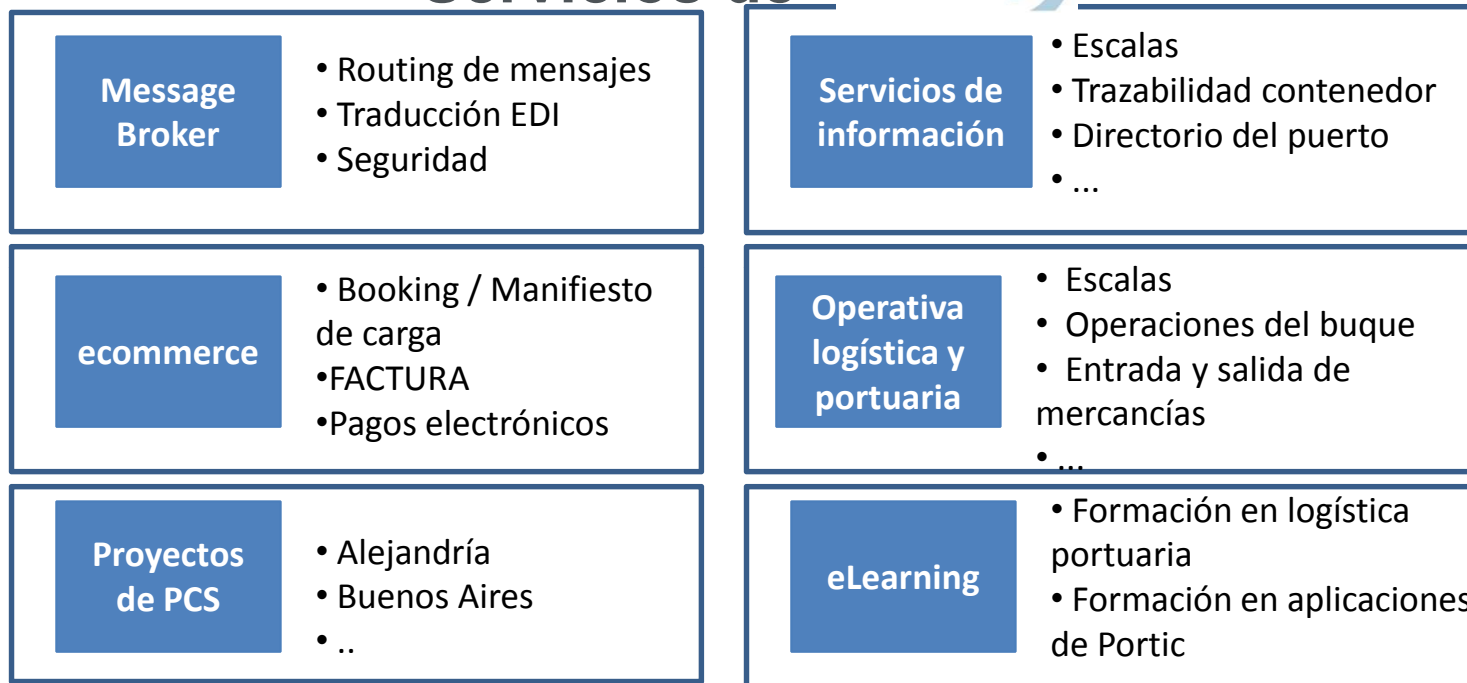 Servicios de
Message
Broker
• Routing de mensajes
• Traducción EDI
• Seguridad
Servicios de
información
• Escalas
• Trazabilidad contenedor
• Directorio del puerto
• ...
ecommerce
• Booking / Manifiesto
de carga
•FACTURA
•Pagos electrónicos
Operativa
logística y
portuaria
• Escalas
• Operaciones del buque
• Entrada y salida de
mercancías
• ...
Proyectos
de PCS
• Alejandría
• Buenos Aires
• ..
eLearning
• Formación en logística
portuaria
• Formación en aplicaciones
de Portic